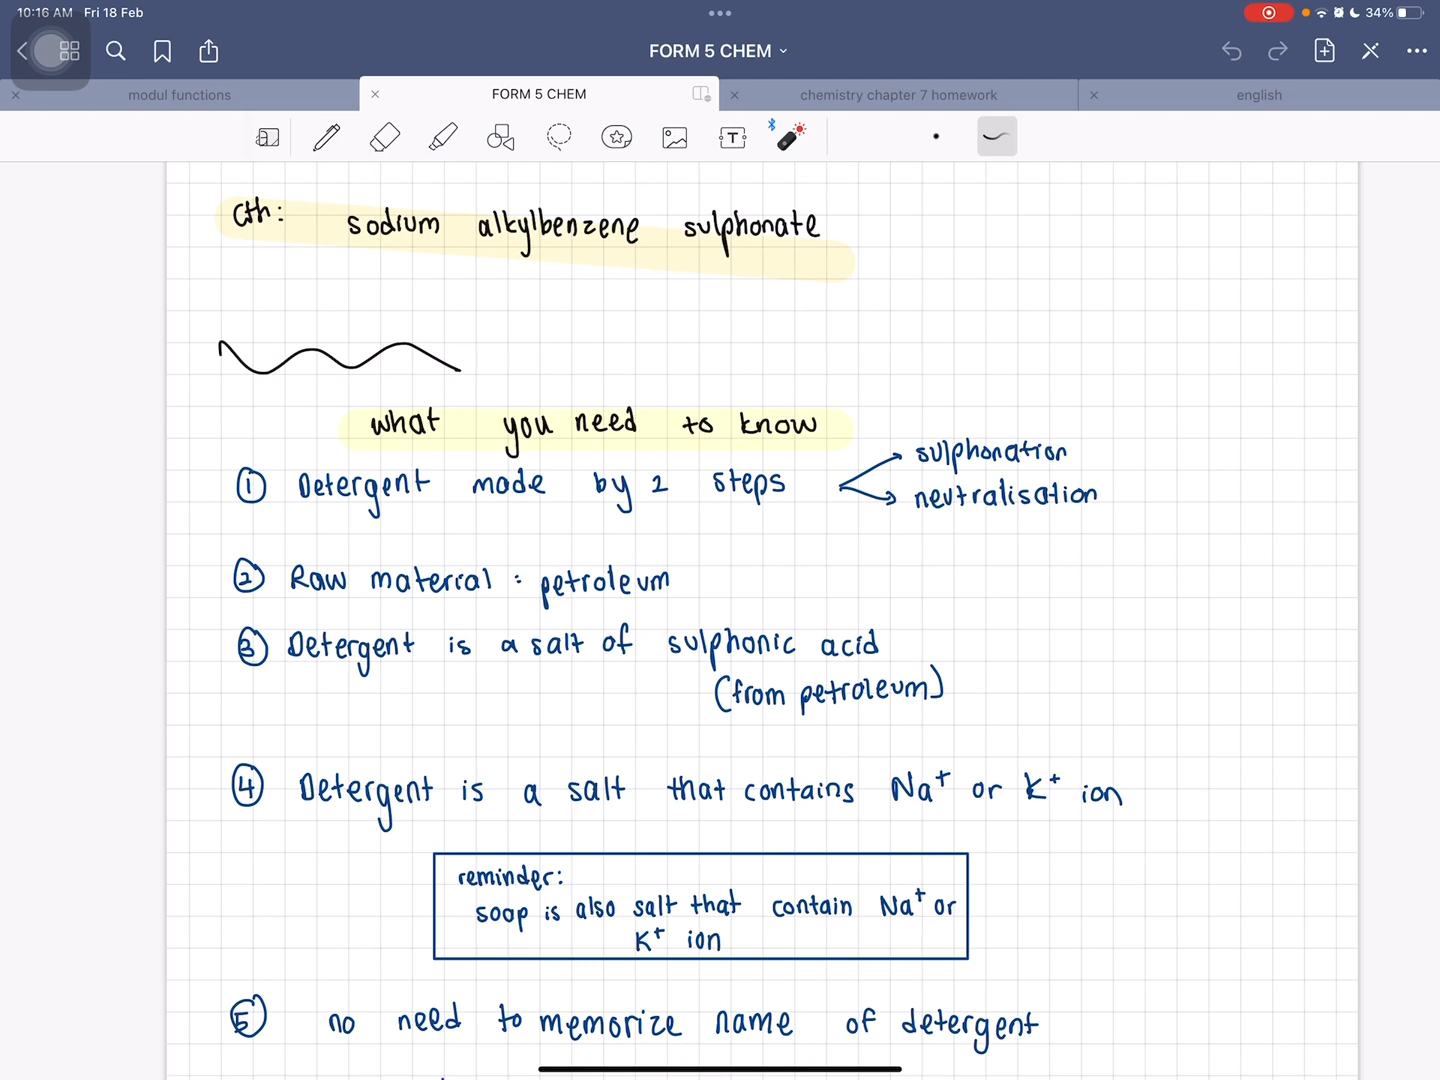 10:16 AM Fri 18 Feb
34%
FORM 5 CHEM
modul functions
FORM 5 CHEM
chemistry chapter 7 homework
english
Cth: sodium alkylbenzene sulphonate
what you need to know
① Detergent made by 2 steps
sulphonation
neutralisation
② Raw material : petroleum
③ Detergent is a salt of sulphonic acid
(from petroleum)
④ Detergent is a salt that contains Na⁺ or K⁺ ion
reminder:
soap is also salt that contain Na⁺ or
K⁺ ion
⑤ no need to memorize name of detergent